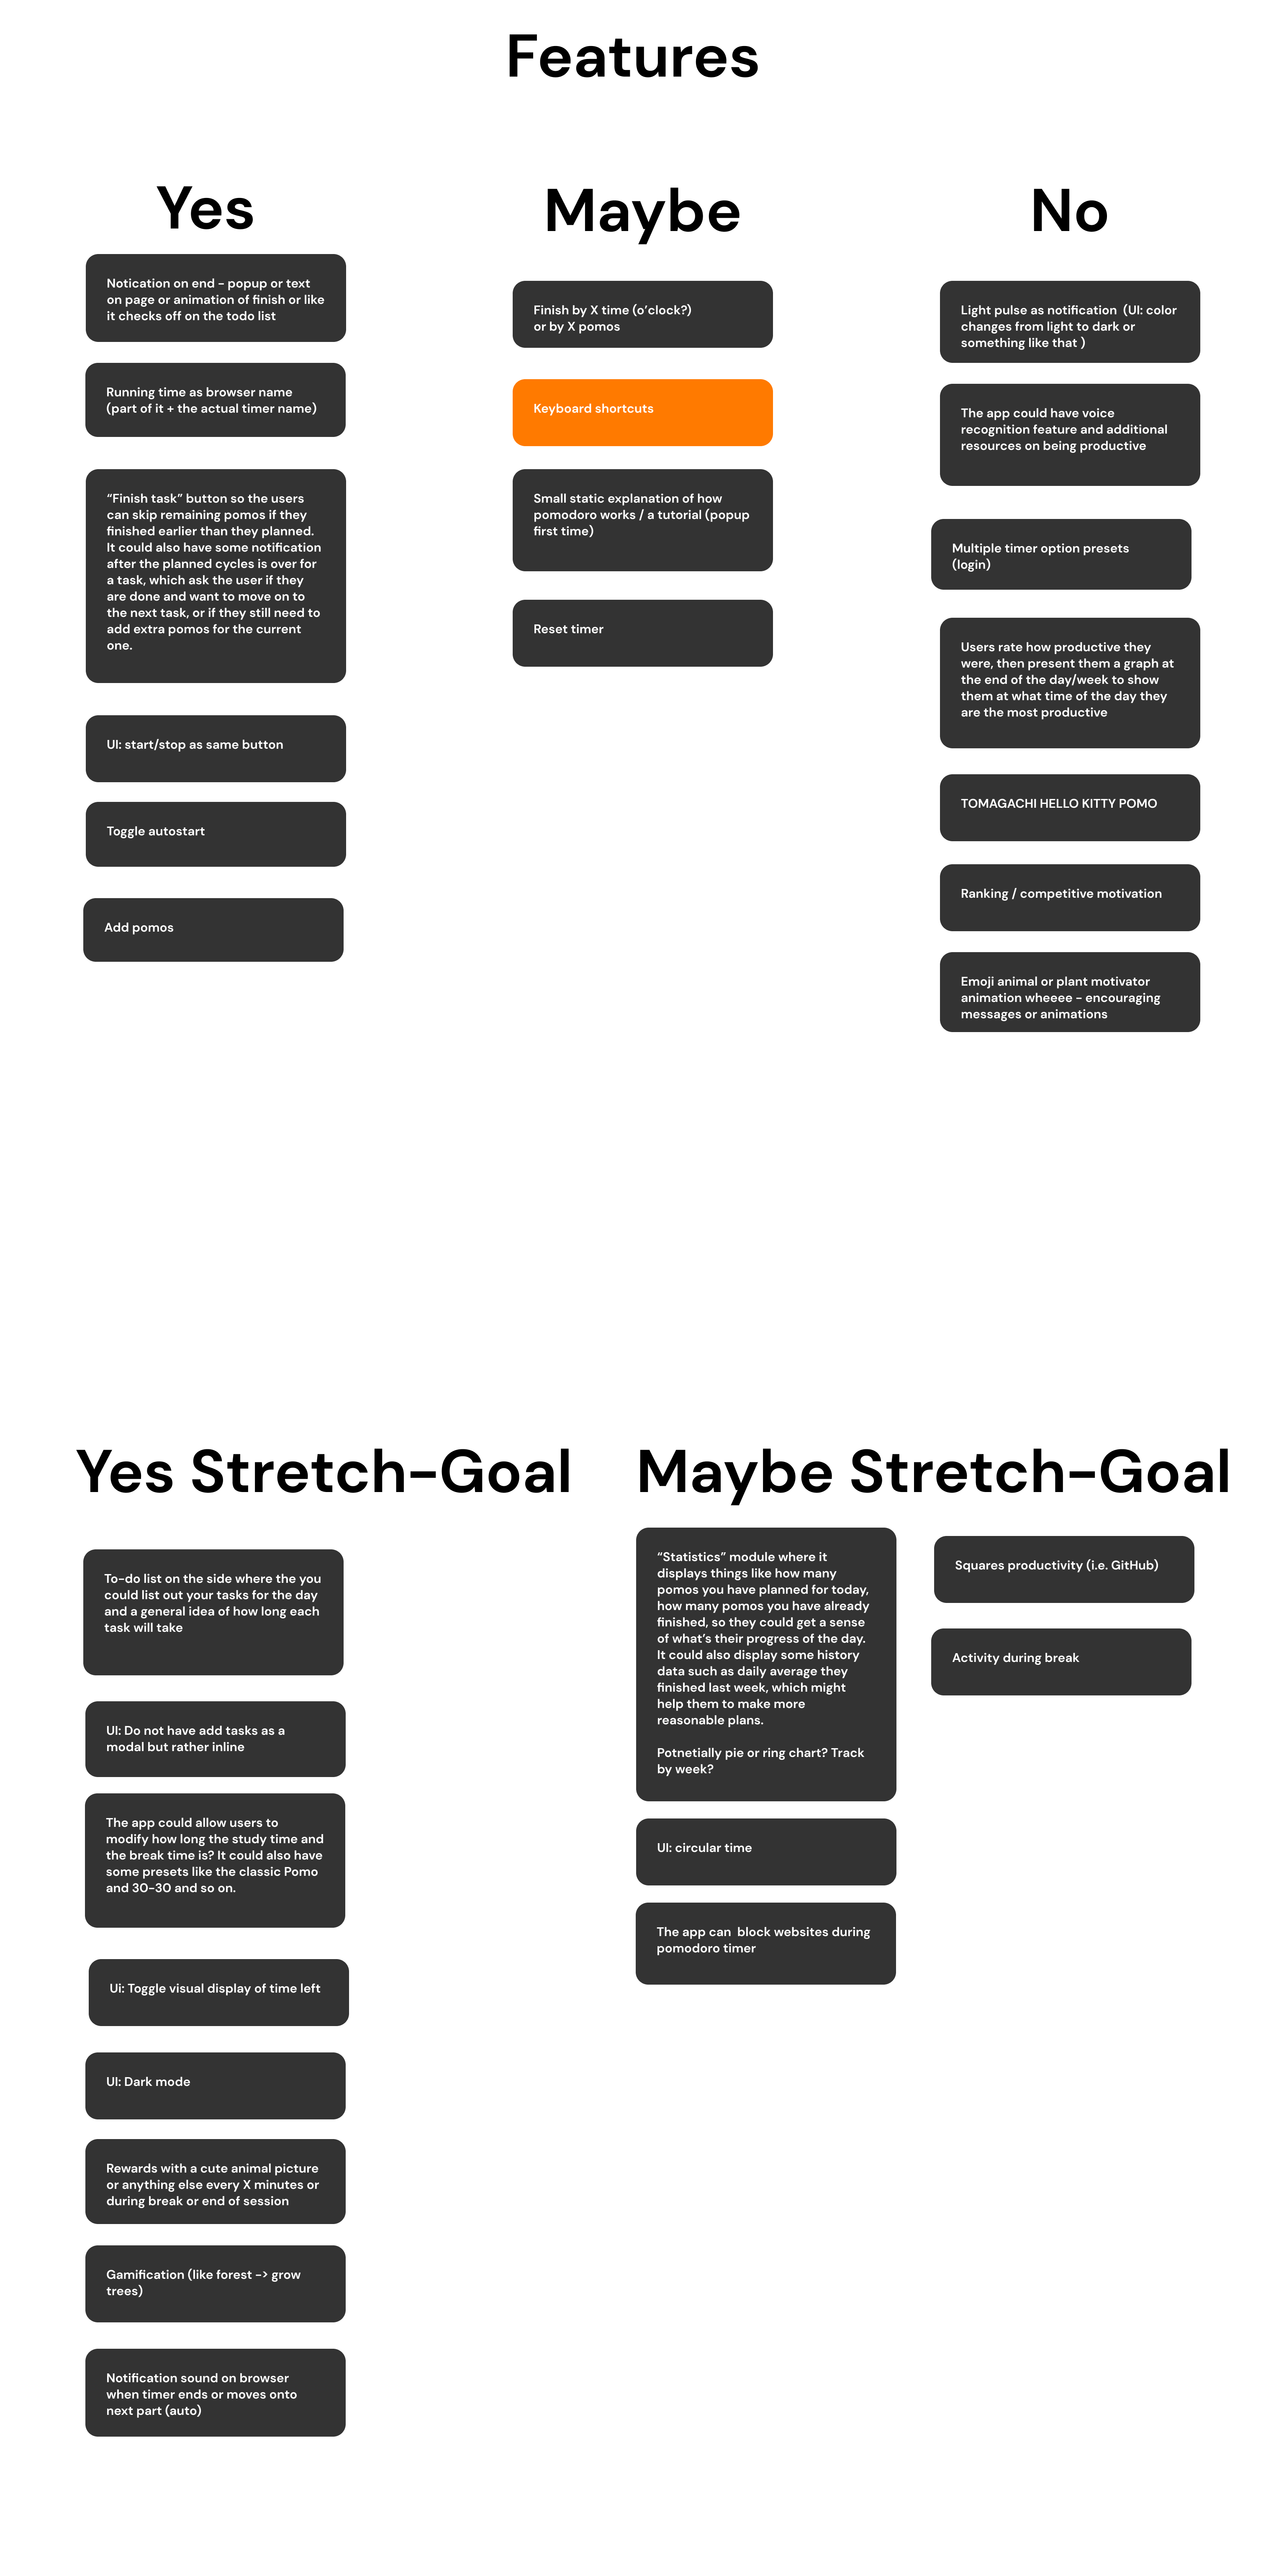 Features
Yes
Notication on end - popup or text
on page or animation of finish or like
it checks off on the todo list
Running time as browser name
(part of it + the actual timer name)
“Finish task” button so the users
can skip remaining pomos if they
finished earlier than they planned.
It could also have some notification
after the planned cycles is over for
a task, which ask the user if they
are done and want to move on to
the next task, or if they still need to
add extra pomos for the current
one.
UI: start/stop as same button
Toggle autostart
Add pomos
Maybe
Finish by X time (o’clock?)
or by X pomos
Keyboard shortcuts
Small static explanation of how
pomodoro works / a tutorial (popup
first time)
Reset timer
No
Light pulse as notification  (UI: color
changes from light to dark or
something like that )
The app could have voice
recognition feature and additional
resources on being productive
Multiple timer option presets
(login)
Users rate how productive they
were, then present them a graph at
the end of the day/week to show
them at what time of the day they
are the most productive
TOMAGACHI HELLO KITTY POMO
Ranking / competitive motivation
Emoji animal or plant motivator
animation wheeee - encouraging
messages or animations
Yes Stretch-Goal
To-do list on the side where the you
could list out your tasks for the day
and a general idea of how long each
task will take
UI: Do not have add tasks as a
modal but rather inline
The app could allow users to
modify how long the study time and
the break time is? It could also have
some presets like the classic Pomo
and 30-30 and so on.
Ui: Toggle visual display of time left
UI: Dark mode
Rewards with a cute animal picture
or anything else every X minutes or
during break or end of session
Gamification (like forest -> grow
trees)
Notification sound on browser
when timer ends or moves onto
next part (auto)
Maybe Stretch-Goal
“Statistics” module where it
displays things like how many
pomos you have planned for today,
how many pomos you have already
finished, so they could get a sense
of what’s their progress of the day.
It could also display some history
data such as daily average they
finished last week, which might
help them to make more
reasonable plans.
Potnetially pie or ring chart? Track
by week?
UI: circular time
The app can  block websites during
pomodoro timer
Squares productivity (i.e. GitHub)
Activity during break